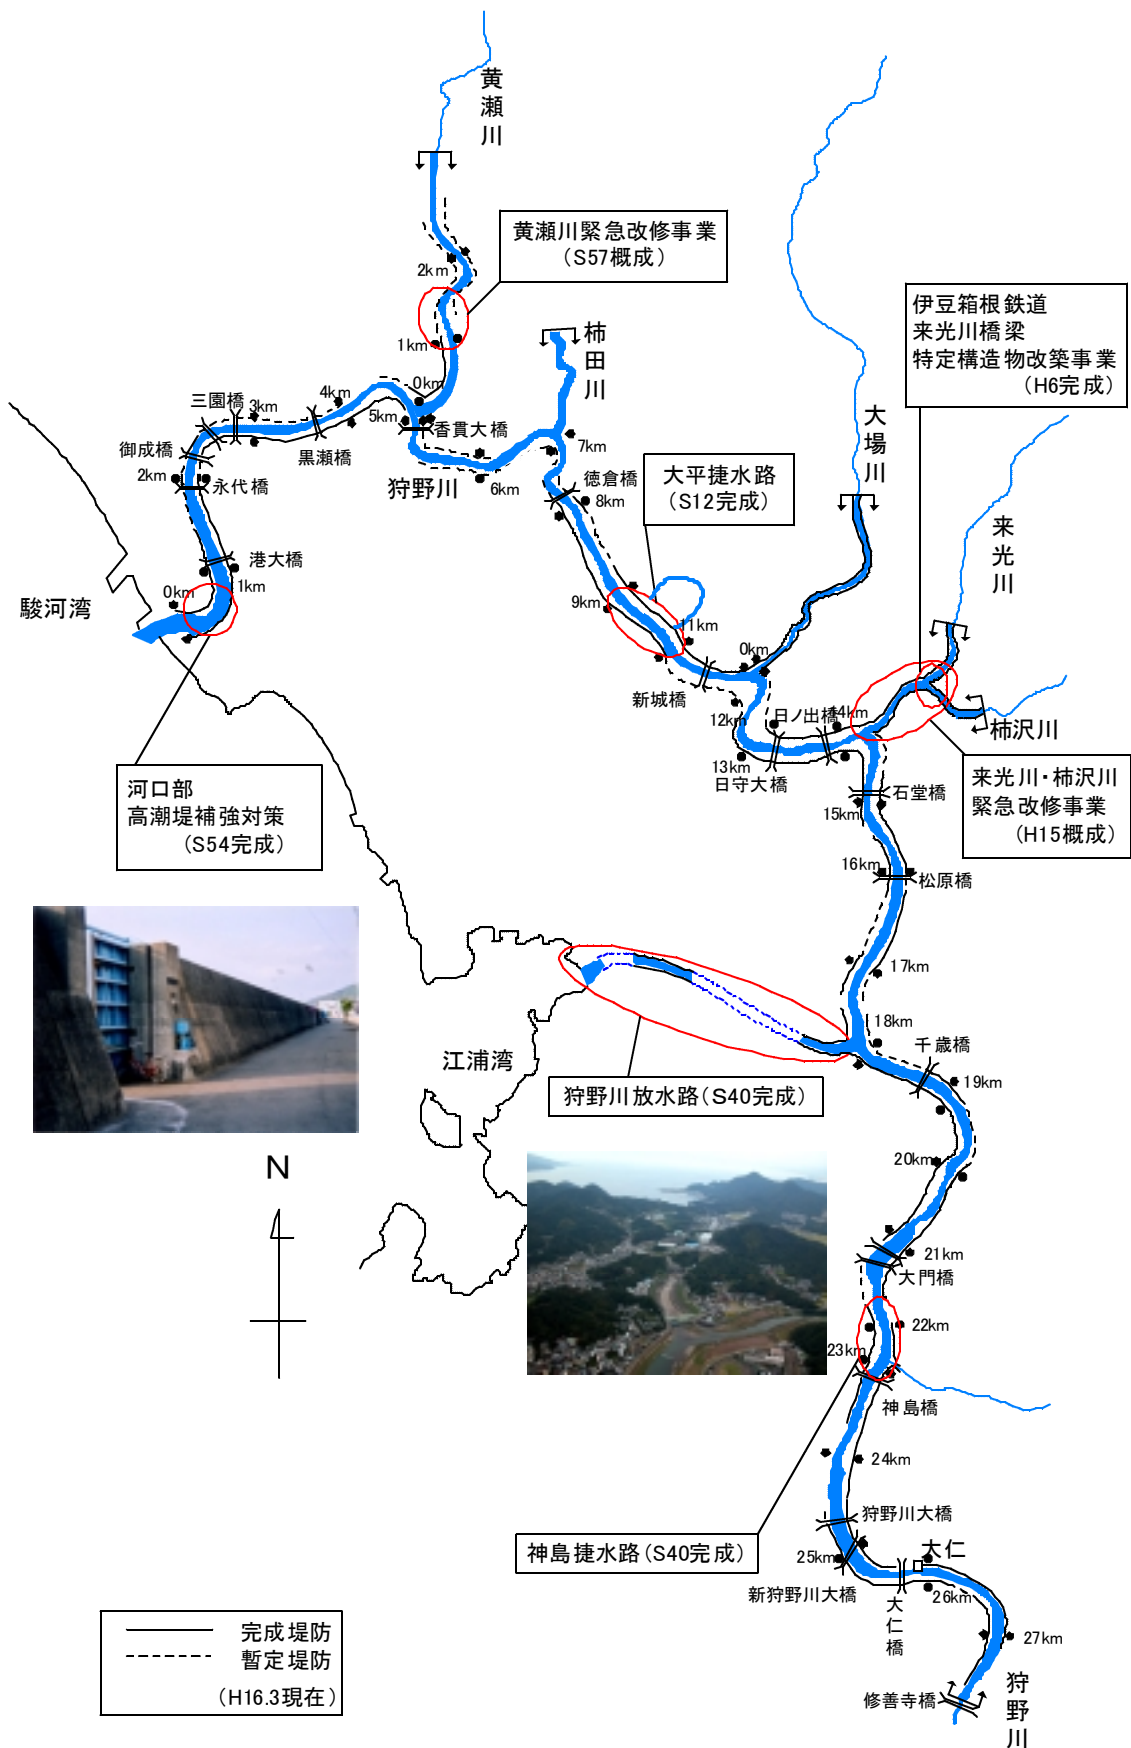 黄瀬川
黄瀬川緊急改修事業
（S57概成）
2km
1km
0km
柿田川
伊豆箱根鉄道
来光川橋梁
特定構造物改築事業
（H6完成）
三園橋
3km
4km
5km
香貫大橋
黒瀬橋
御成橋
2km
永代橋
狩野川
6km
7km
徳倉橋
8km
大平捷水路
（S12完成）
大場川
来光川
港大橋
1km
0km
駿河湾
9km
11km
0km
新城橋
12km
日ノ出橋
14km
13km
日守大橋
柿沢川
河口部
高潮堤補強対策
（S54完成）
来光川・柿沢川
緊急改修事業
（H15概成）
石堂橋
15km
16km
松原橋
17km
18km
千歳橋
19km
江浦湾
狩野川放水路（S40完成）
20km
N
21km
大門橋
22km
23km
神島橋
24km
狩野川大橋
神島捷水路（S40完成）
25km
新狩野川大橋
大仁
大仁橋
26km
27km
修善寺橋
狩野川
完成堤防
暫定堤防
（H16.3現在）